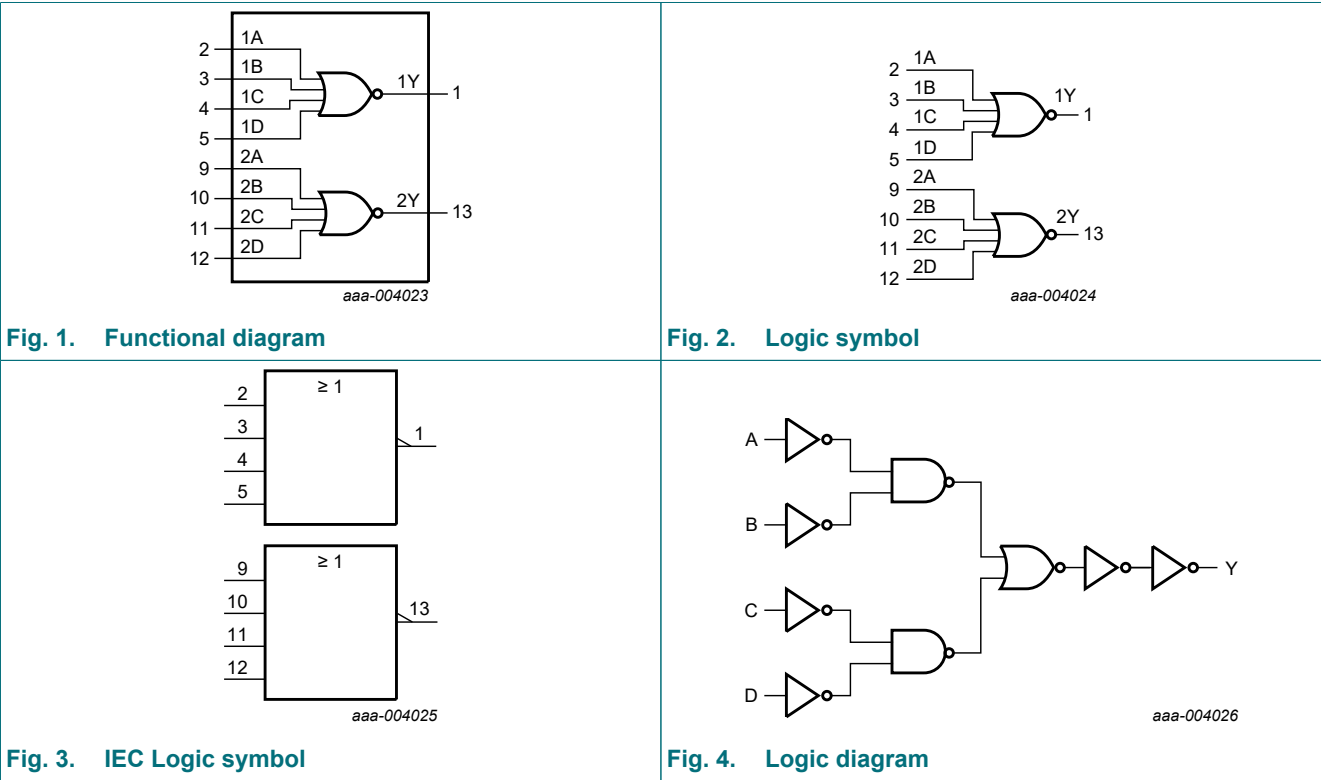 2 1A
3 1B
4 1C
5 1D
1Y 1
9 2A
10 2B
11 2C
12 2D
2Y 13
aaa-004023
Fig. 1. Functional diagram
2 1A
3 1B
4 1C
5 1D
1Y 1
9 2A
10 2B
11 2C
12 2D
2Y 13
aaa-004024
Fig. 2. Logic symbol
≥ 1
2
3
4
5
1
≥ 1
9
10
11
12
13
aaa-004025
Fig. 3. IEC Logic symbol
A
B
C
D
Y
aaa-004026
Fig. 4. Logic diagram